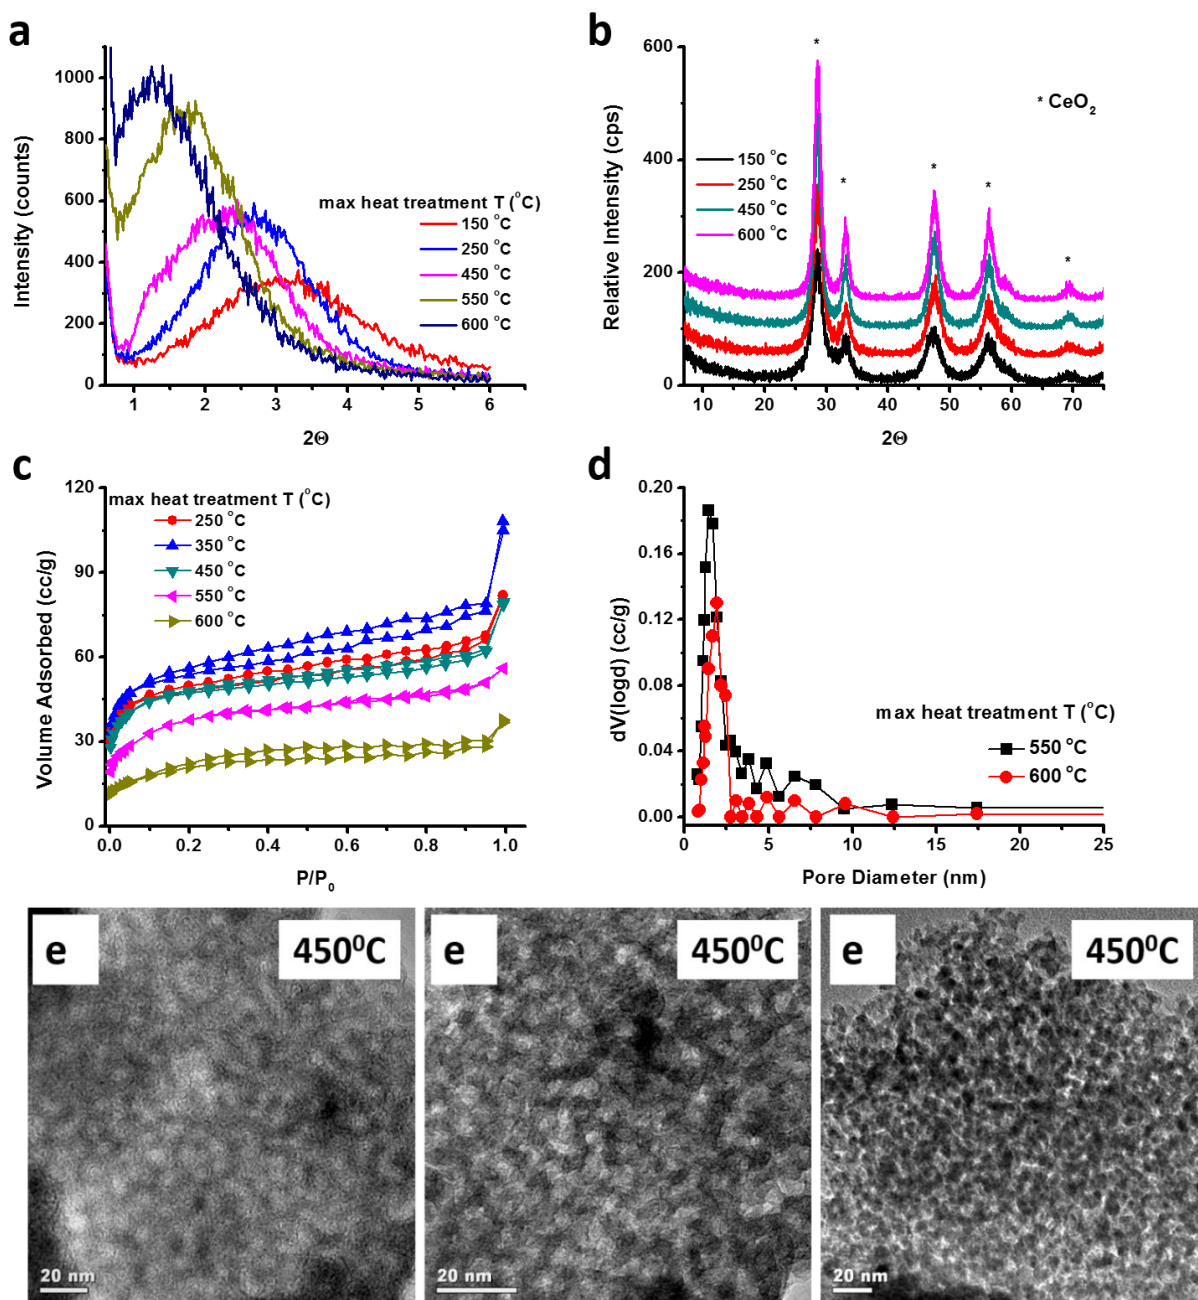 a
1000
800
600
400
200
0
Intensity (counts)
max heat treatment T (°C)
150 °C
250 °C
450 °C
550 °C
600 °C
1 2 3 4 5 6
2Θ
b
600
400
200
0
Relative Intensity (cps)
* * * * *
* CeO2
150 °C
250 °C
450 °C
600 °C
10 20 30 40 50 60 70
2Θ
c
120
90
60
30
0
Volume Adsorbed (cc/g)
max heat treatment T (°C)
250 °C
350 °C
450 °C
550 °C
600 °C
0.0 0.2 0.4 0.6 0.8 1.0
P/P0
d
0.20
0.16
0.12
0.08
0.04
0.00
dV(logd) (cc/g)
max heat treatment T (°C)
550 °C
600 °C
0 5 10 15 20 25
Pore Diameter (nm)
e 450⁰C
20 nm
e 450⁰C
20 nm
e 450⁰C
20 nm